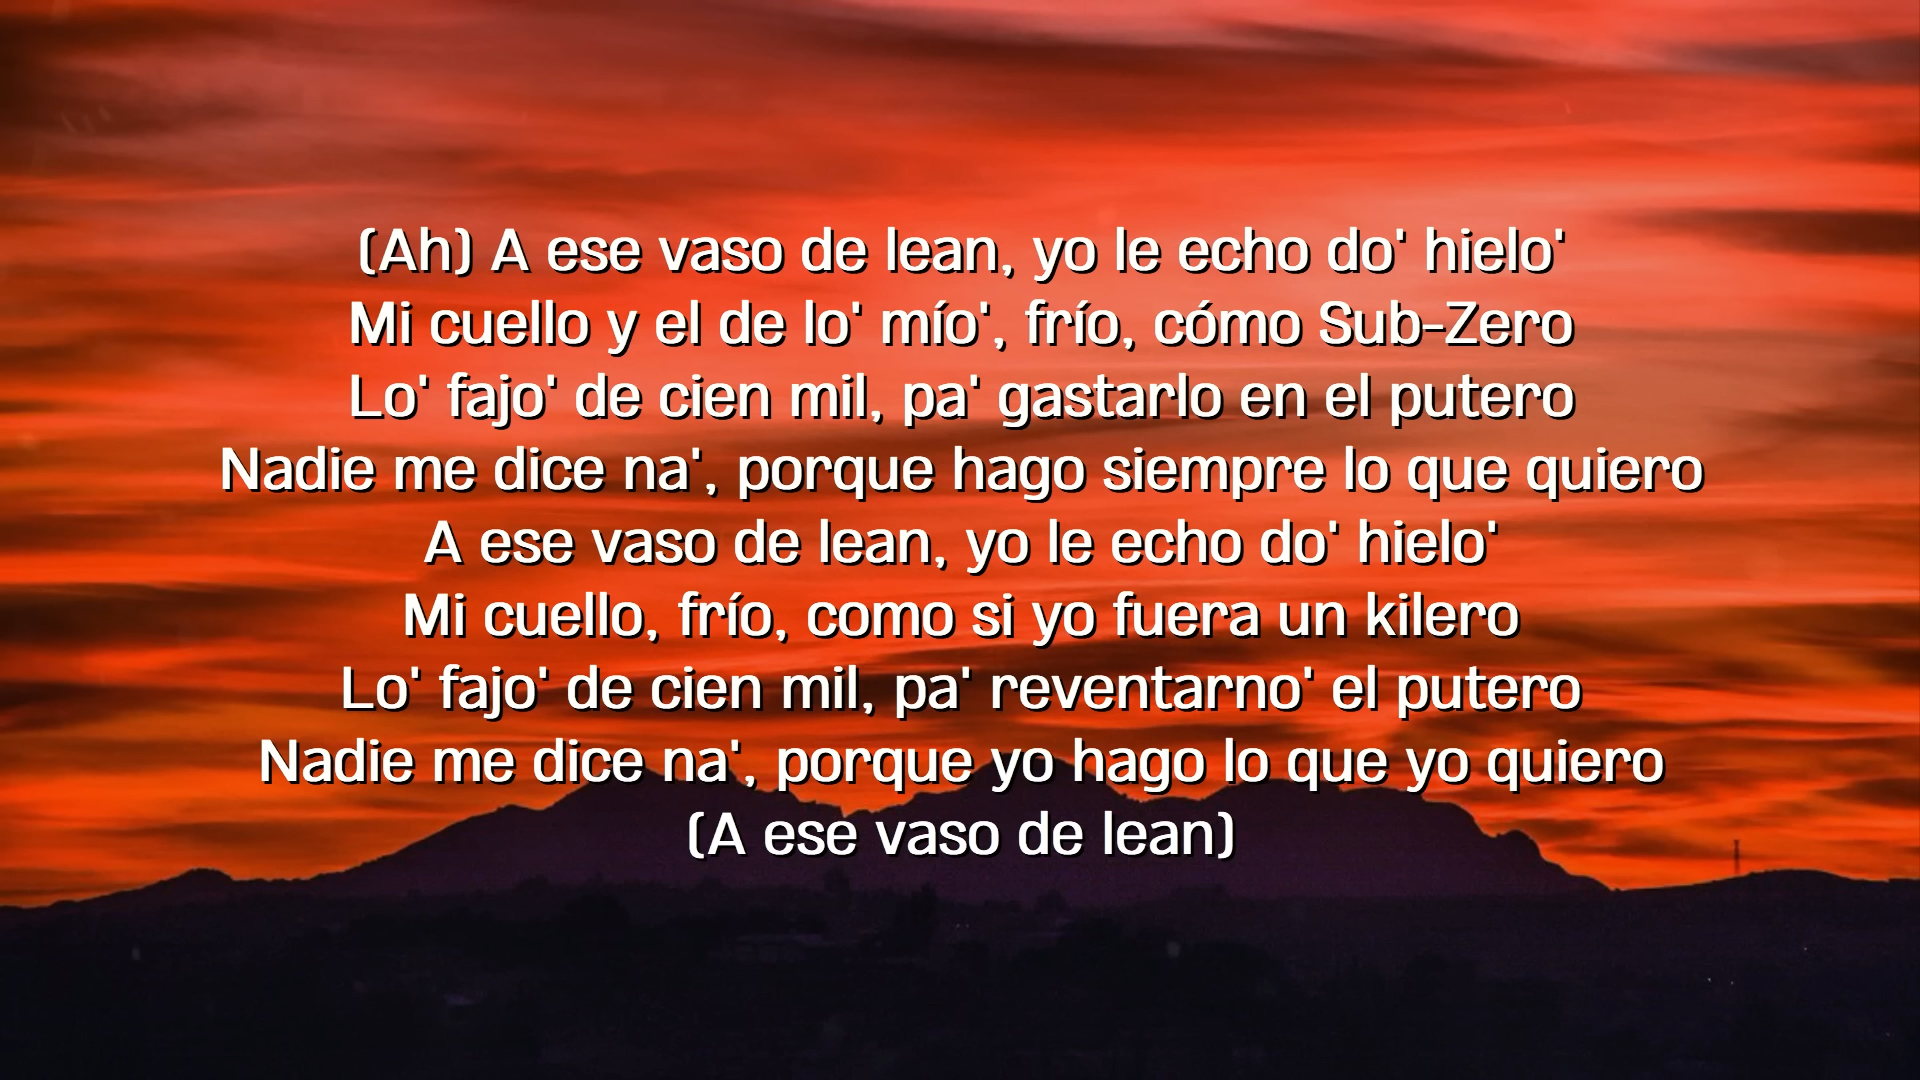 (Ah) A ese vaso de lean, yo le echo do' hielo'
Mi cuello y el de lo' mío', frío, cómo Sub-Zero
Lo' fajo' de cien mil, pa' gastarlo en el putero
Nadie me dice na', porque hago siempre lo que quiero
A ese vaso de lean, yo le echo do' hielo'
Mi cuello, frío, como si yo fuera un kilero
Lo' fajo' de cien mil, pa' reventarno' el putero
Nadie me dice na', porque yo hago lo que yo quiero
(A ese vaso de lean)